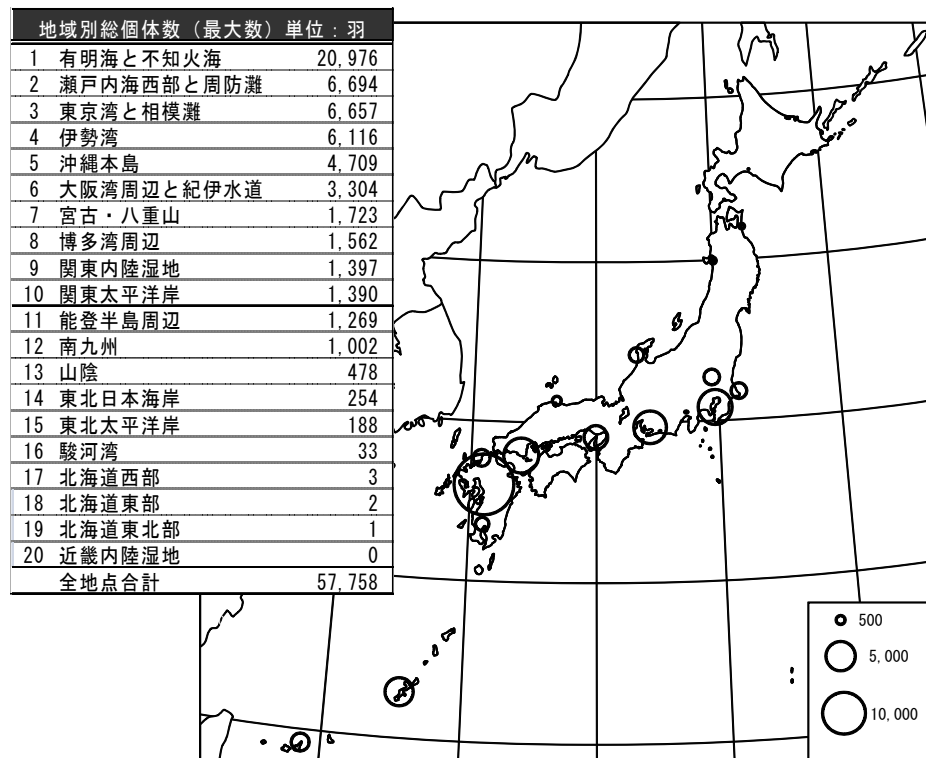 地域別総個体数（最大数）単位：羽
1 有明海と不知火海 20,976
2 瀬戸内海西部と周防灘 6,694
3 東京湾と相模灘 6,657
4 伊勢湾 6,116
5 沖縄本島 4,709
6 大阪湾周辺と紀伊水道 3,304
7 宮古・八重山 1,723
8 博多湾周辺 1,562
9 関東内陸湿地 1,397
10 関東太平洋岸 1,390
11 能登半島周辺 1,269
12 南九州 1,002
13 山陰 478
14 東北日本海岸 254
15 東北太平洋岸 188
16 駿河湾 33
17 北海道西部 3
18 北海道東部 2
19 北海道東北部 1
20 近畿内陸湿地 0
全地点合計 57,758
500
5,000
10,000